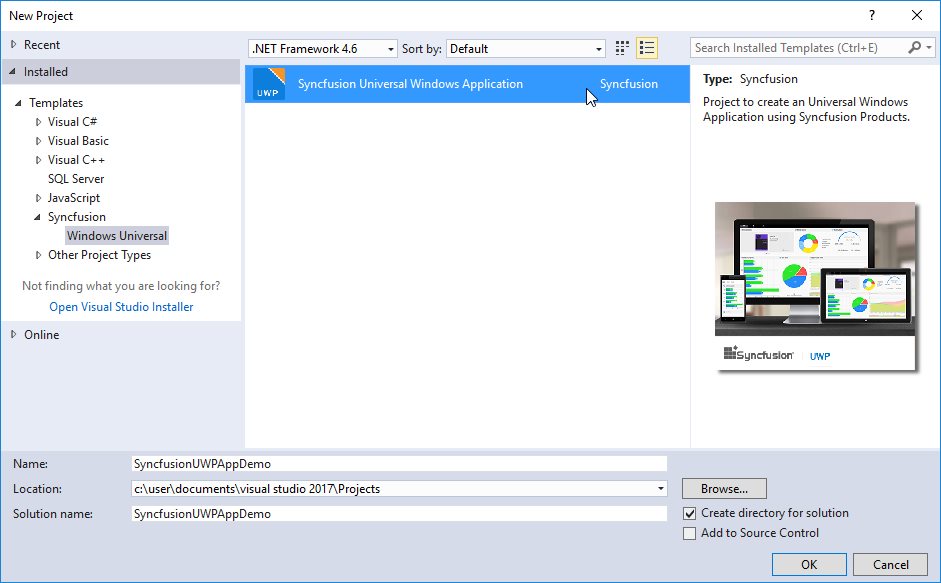 New Project
Recent
.NET Framework 4.6
Sort by:
Default
Search Installed Templates (Ctrl+E)
Installed
Templates
Visual C#
Visual Basic
Visual C++
SQL Server
JavaScript
Syncfusion
Windows Universal
Other Project Types
Not finding what you are looking for?
Open Visual Studio Installer
Online
UWP
Syncfusion Universal Windows Application
Syncfusion
Type: Syncfusion
Project to create an Universal Windows
Application using Syncfusion Products.
Syncfusion
UWP
Name:
SyncfusionUWPAppDemo
Location:
c:\user\documents\visual studio 2017\Projects
Browse...
Solution name:
SyncfusionUWPAppDemo
Create directory for solution
Add to Source Control
OK
Cancel